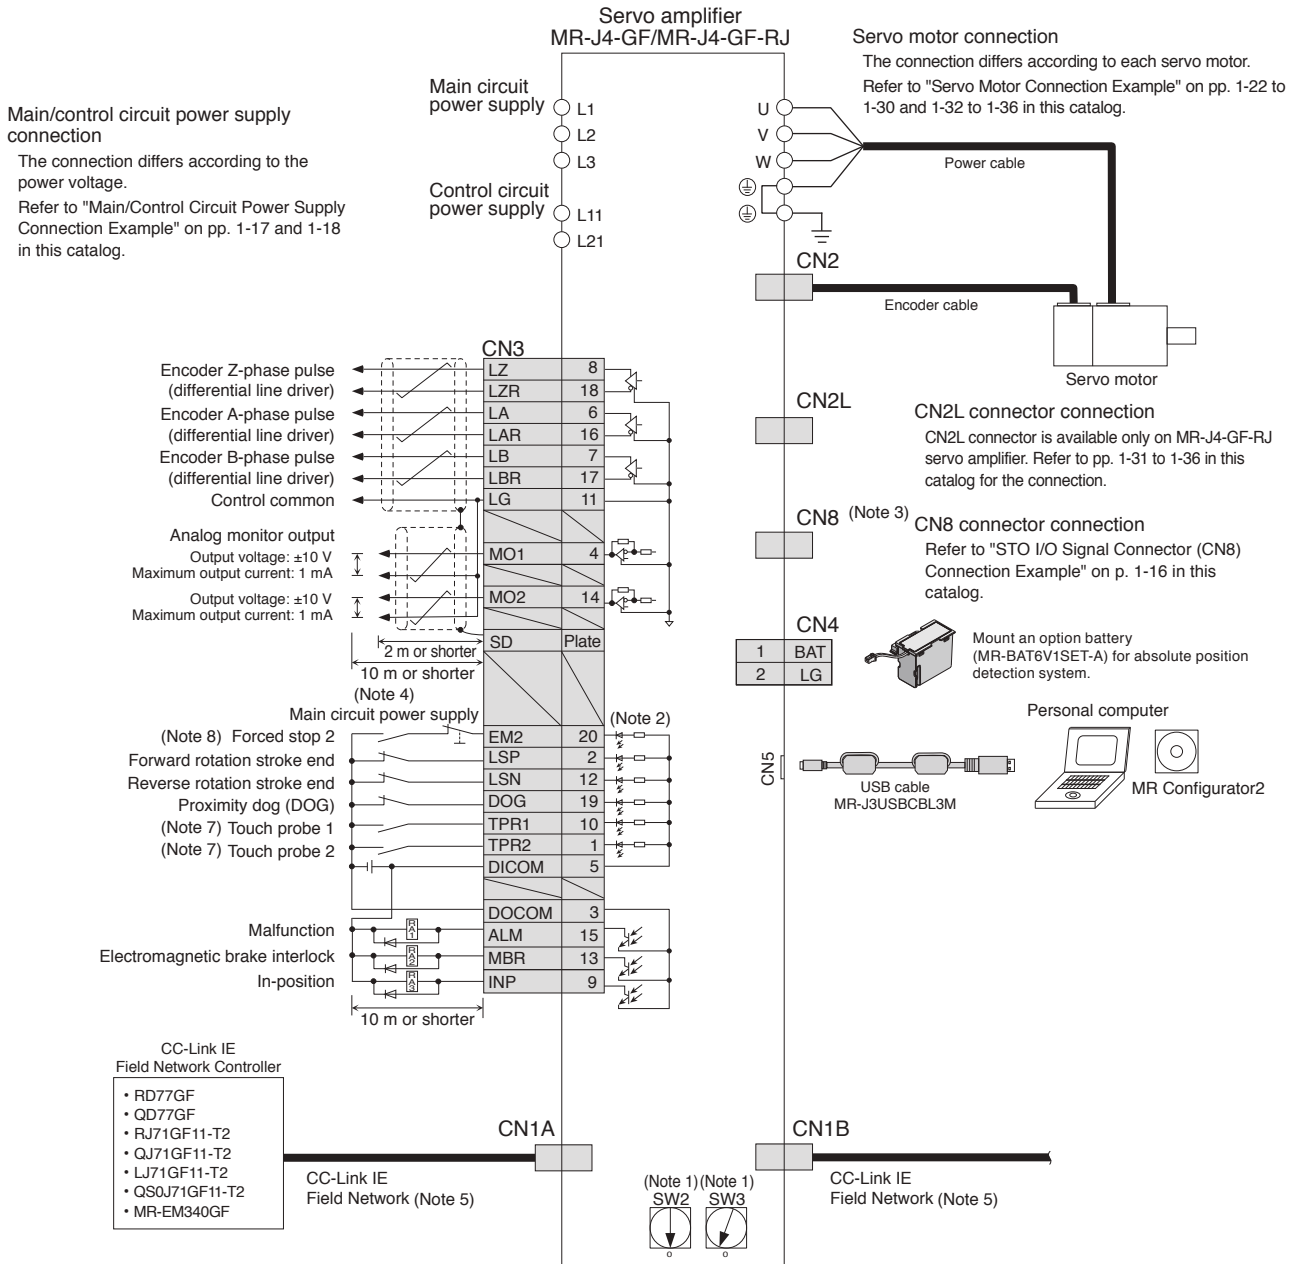 Servo amplifier
MR-J4-GF/MR-J4-GF-RJ
Main/control circuit power supply
connection
The connection differs according to the
power voltage.
Refer to "Main/Control Circuit Power Supply
Connection Example" on pp. 1-17 and 1-18
in this catalog.
Main circuit
power supply
L1
L2
L3
Control circuit
power supply
L11
L21
Servo motor connection
The connection differs according to each servo motor.
Refer to "Servo Motor Connection Example" on pp. 1-22 to
1-30 and 1-32 to 1-36 in this catalog.
U
V
W
Power cable
CN2
Encoder cable
Servo motor
CN3
Encoder Z-phase pulse LZ 8
(differential line driver) LZR 18
Encoder A-phase pulse LA 6
(differential line driver) LAR 16
Encoder B-phase pulse LB 7
(differential line driver) LBR 17
Control common LG 11
Analog monitor output
Output voltage: ±10 V MO1 4
Maximum output current: 1 mA
Output voltage: ±10 V MO2 14
Maximum output current: 1 mA
2 m or shorter SD Plate
10 m or shorter
(Note 4)
Main circuit power supply
(Note 2)
(Note 8) Forced stop 2 EM2 20
Forward rotation stroke end LSP 2
Reverse rotation stroke end LSN 12
Proximity dog (DOG) DOG 19
(Note 7) Touch probe 1 TPR1 10
(Note 7) Touch probe 2 TPR2 1
DICOM 5
DOCOM 3
Malfunction RA1 ALM 15
Electromagnetic brake interlock RA2 MBR 13
In-position RA3 INP 9
10 m or shorter
CN2L
CN2L connector connection
CN2L connector is available only on MR-J4-GF-RJ
servo amplifier. Refer to pp. 1-31 to 1-36 in this
catalog for the connection.
CN8 (Note 3)
CN8 connector connection
Refer to "STO I/O Signal Connector (CN8)
Connection Example" on p. 1-16 in this
catalog.
CN4
1 BAT
2 LG
Mount an option battery
(MR-BAT6V1SET-A) for absolute position
detection system.
CN5
USB cable
MR-J3USBCBL3M
Personal computer
MR Configurator2
CC-Link IE
Field Network Controller
• RD77GF
• QD77GF
• RJ71GF11-T2
• QJ71GF11-T2
• LJ71GF11-T2
• QS0J71GF11-T2
• MR-EM340GF
CN1A
CC-Link IE
Field Network (Note 5)
CN1B
CC-Link IE
Field Network (Note 5)
(Note 1) (Note 1)
SW2 SW3
0 0